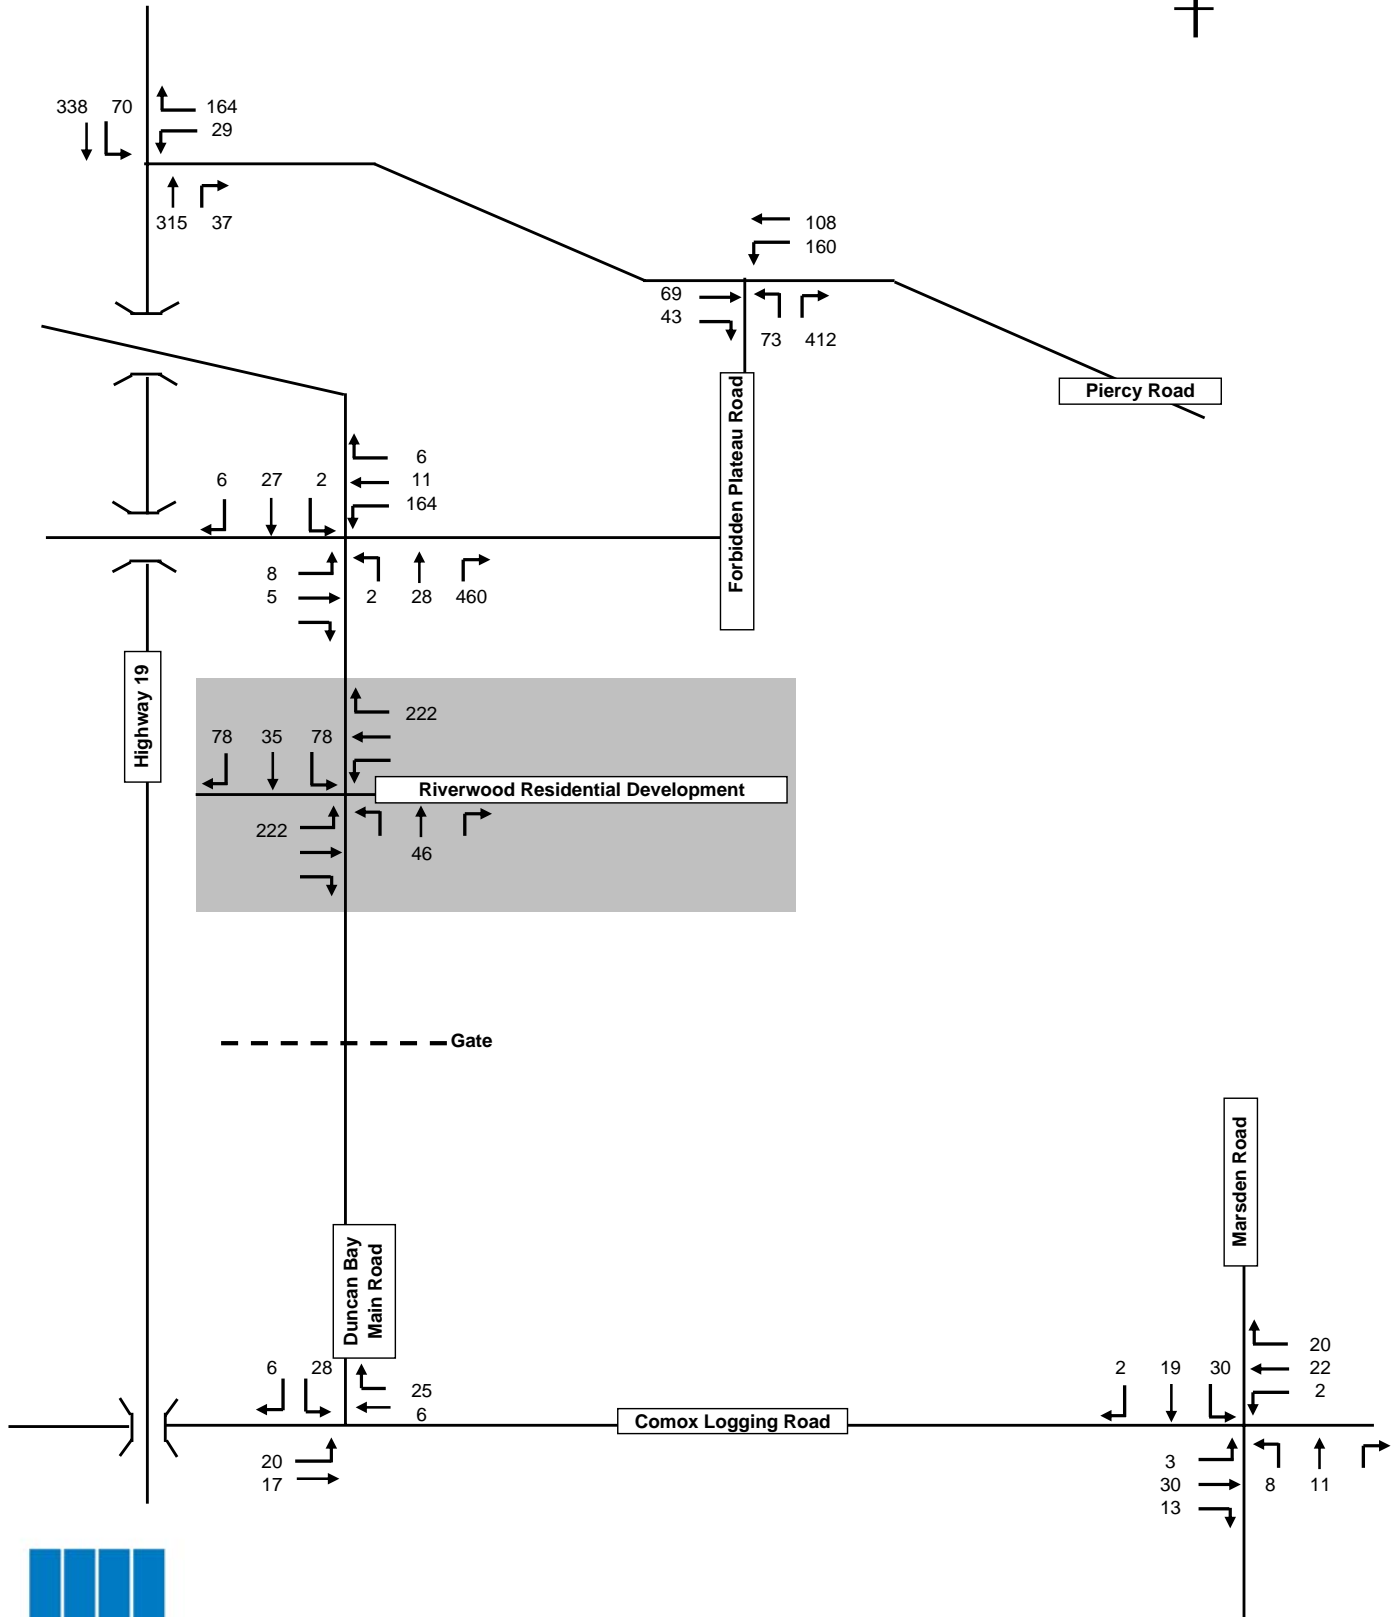 338 70 164
29
315 37
108
160
69
43
73 412
Piercy Road
Forbidden Plateau Road
6
6 27 2 11
164
8
5 2 28 460
Highway 19
222
78 35 78
Riverwood Residential Development
222
46
Gate
Marsden Road
Duncan Bay
Main Road
6 28
25
6
20
17
Comox Logging Road
20
2 19 30 22
2
3
30 8 11
13